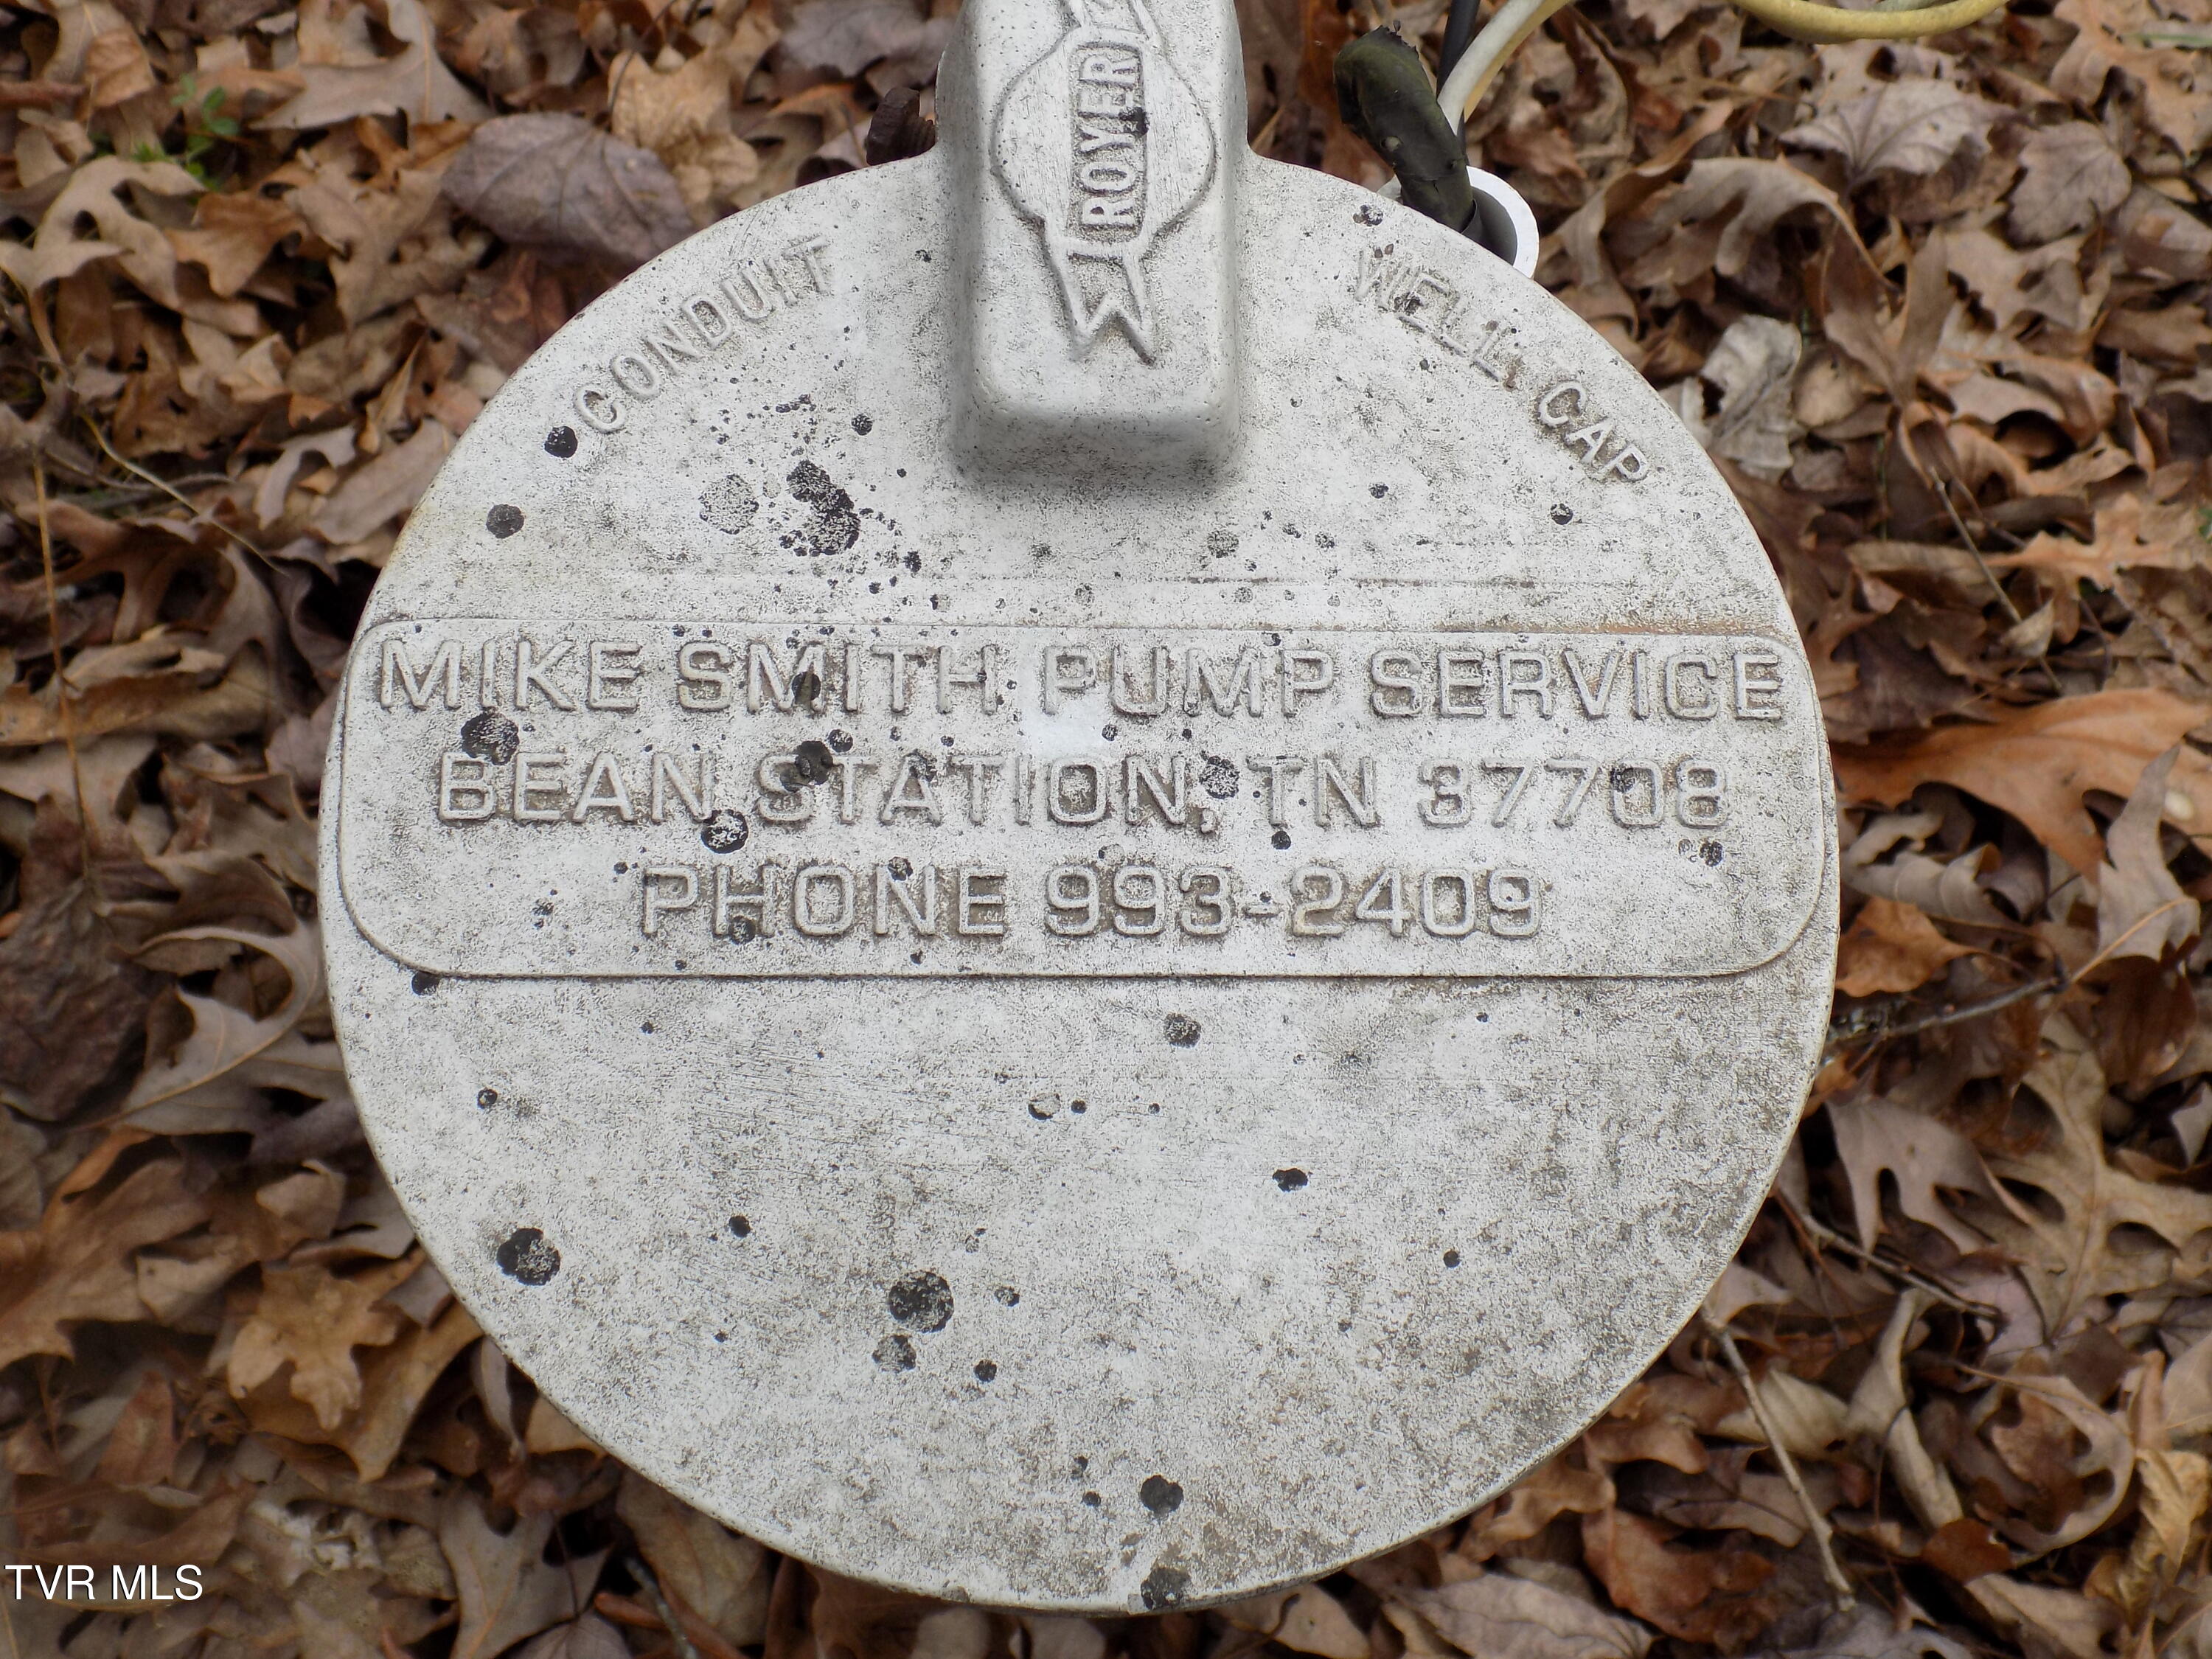 ROYER
CONDUIT WELL CAP
MIKE SMITH PUMP SERVICE
BEAN STATION, TN 37708
PHONE 993-2409
TVR MLS